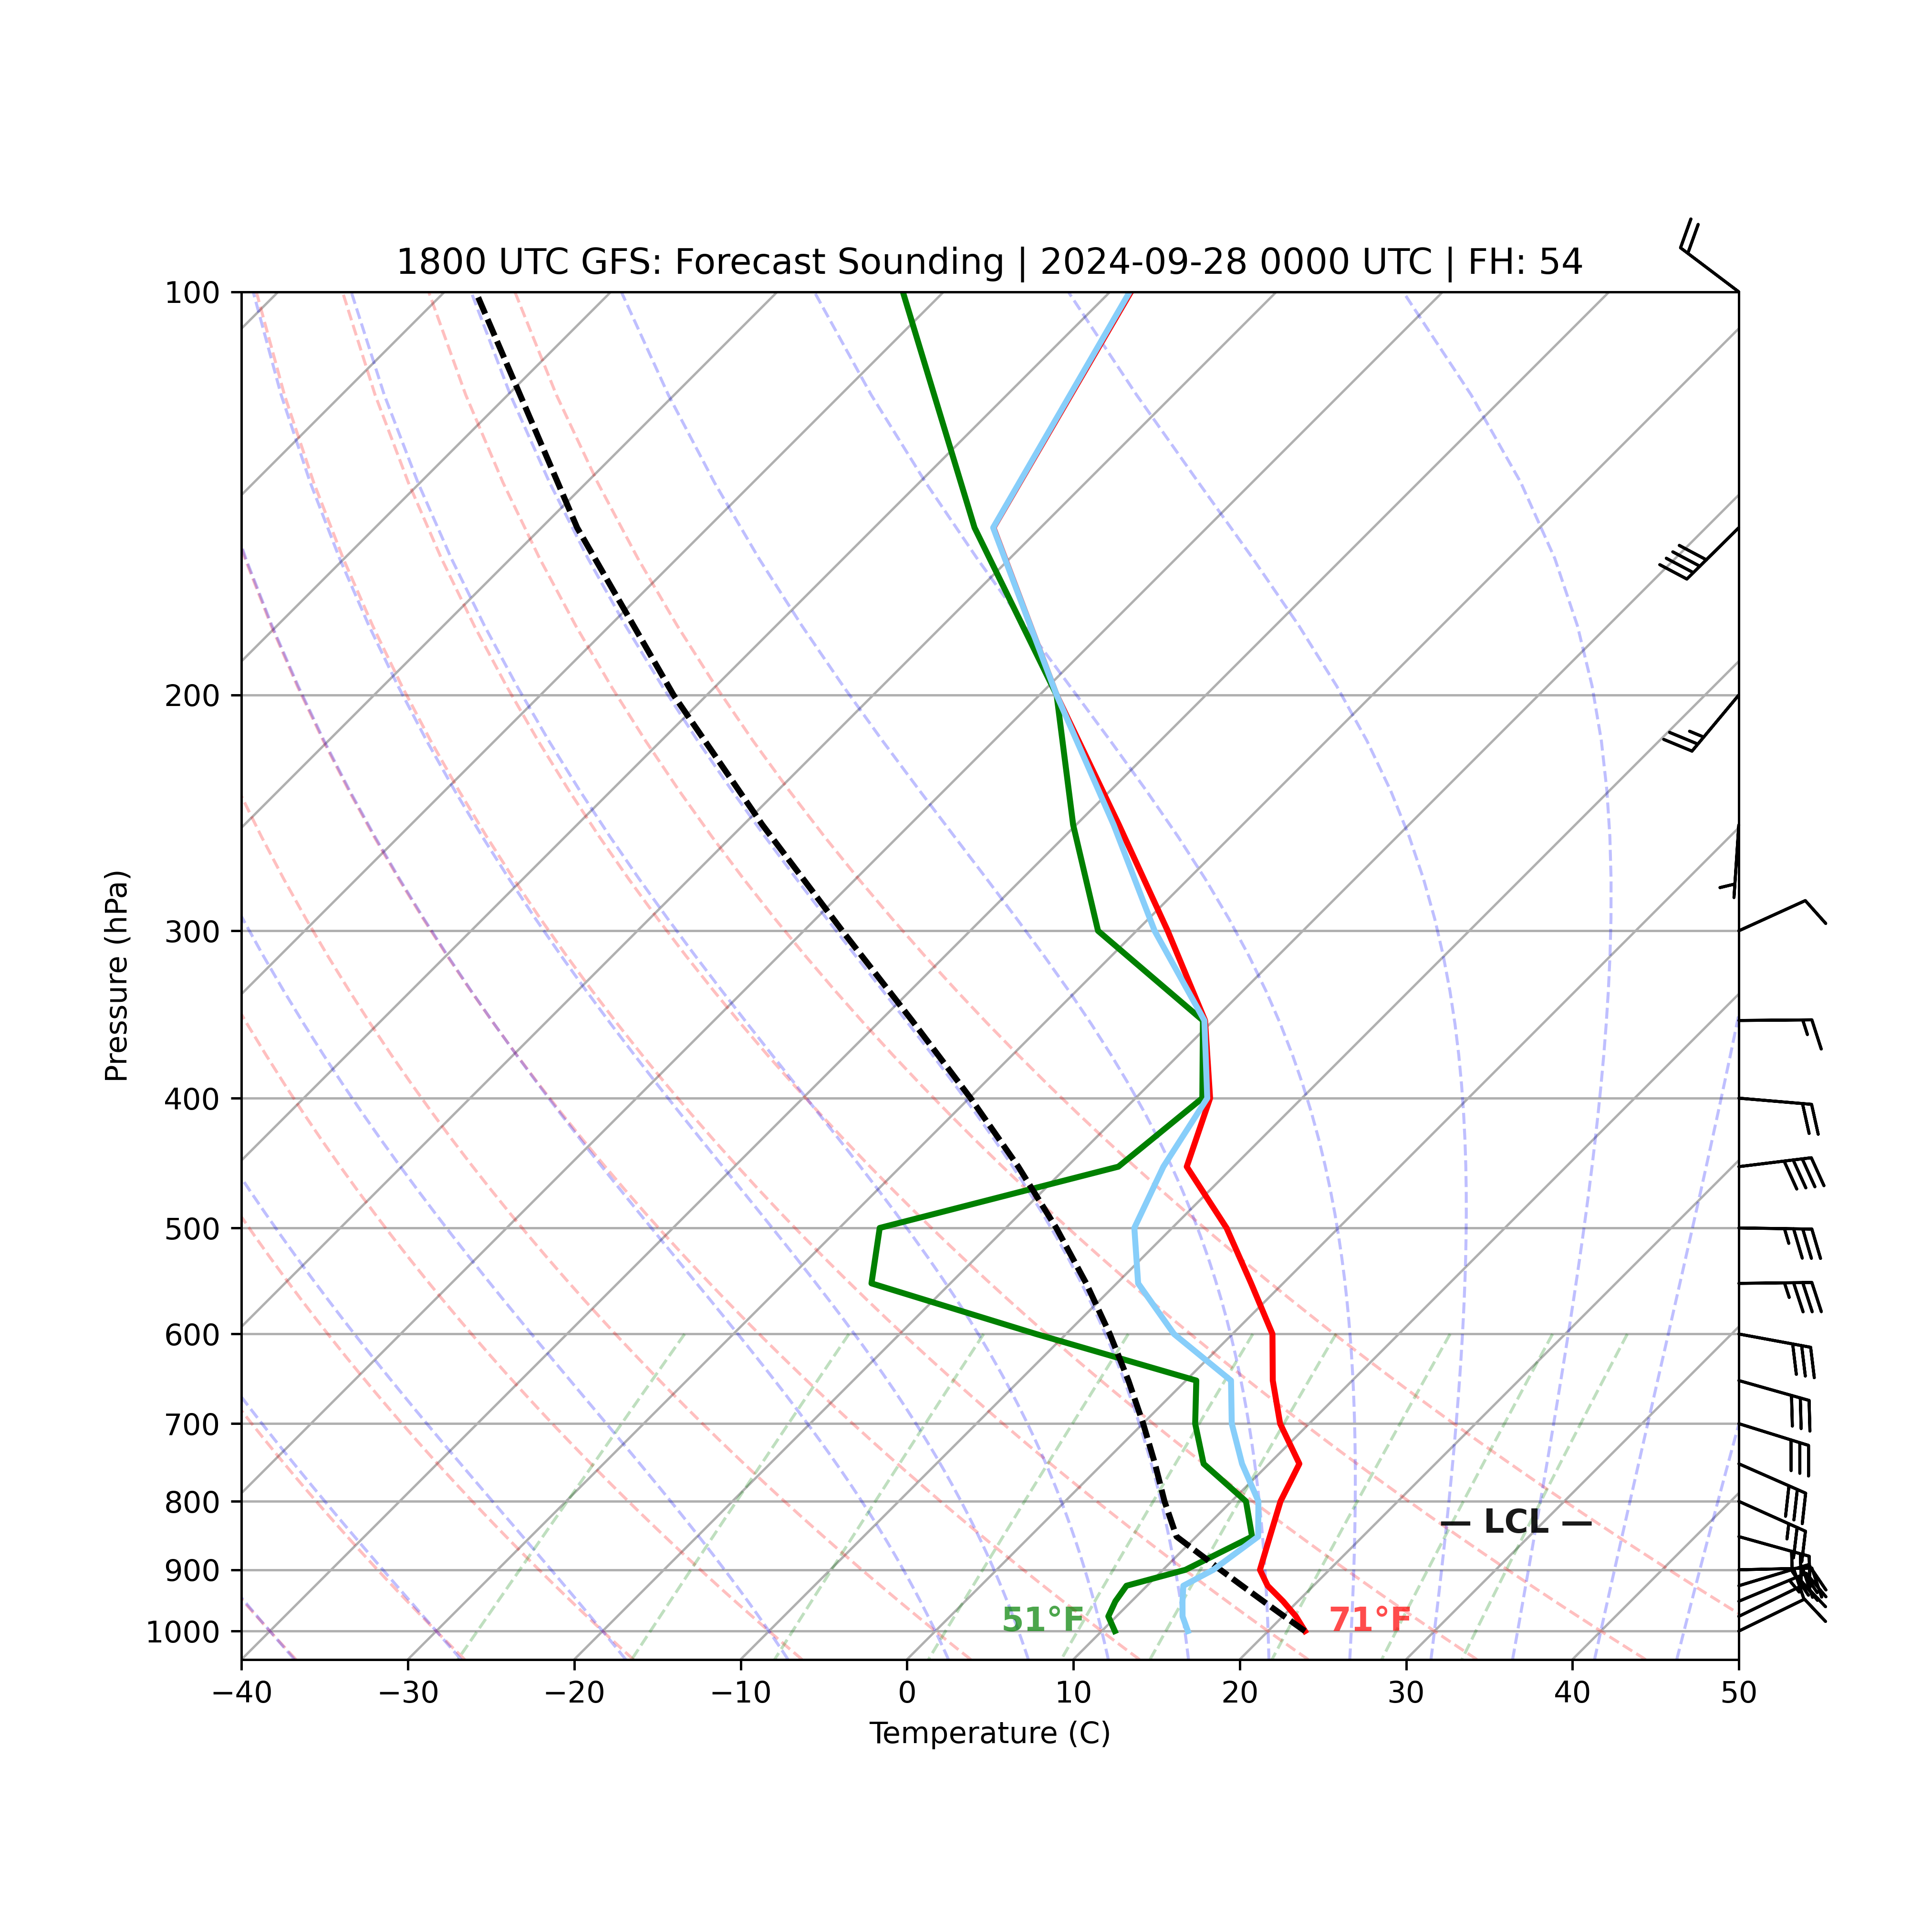 1800 UTC GFS: Forecast Sounding | 2024-09-28 0000 UTC | FH: 54
100
200
300
400
500
600
700
800
900
1000
Pressure (hPa)
— LCL —
51°F
71°F
−40 −30 −20 −10 0 10 20 30 40 50
Temperature (C)